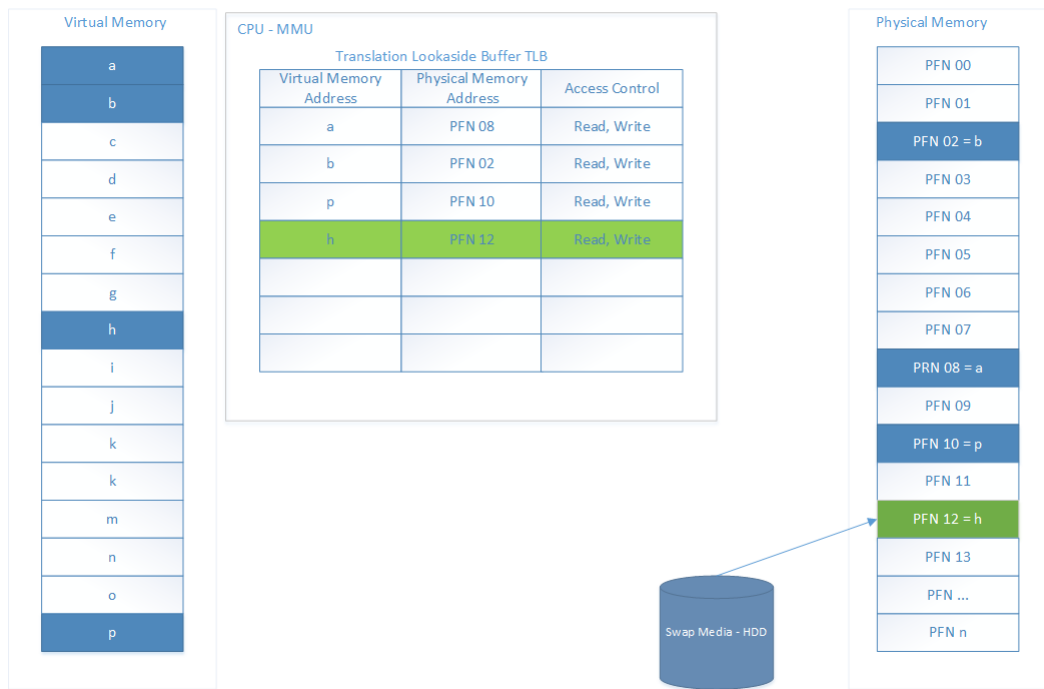 Virtual Memory
a
b
c
d
e
f
g
h
i
j
k
k
m
n
o
p
CPU - MMU
Translation Lookaside Buffer TLB
Virtual Memory
Address
Physical Memory
Address
Access Control
a
PFN 08
Read, Write
b
PFN 02
Read, Write
p
PFN 10
Read, Write
h
PFN 12
Read, Write
Swap Media - HDD
Physical Memory
PFN 00
PFN 01
PFN 02 = b
PFN 03
PFN 04
PFN 05
PFN 06
PFN 07
PRN 08 = a
PFN 09
PFN 10 = p
PFN 11
PFN 12 = h
PFN 13
PFN ...
PFN n